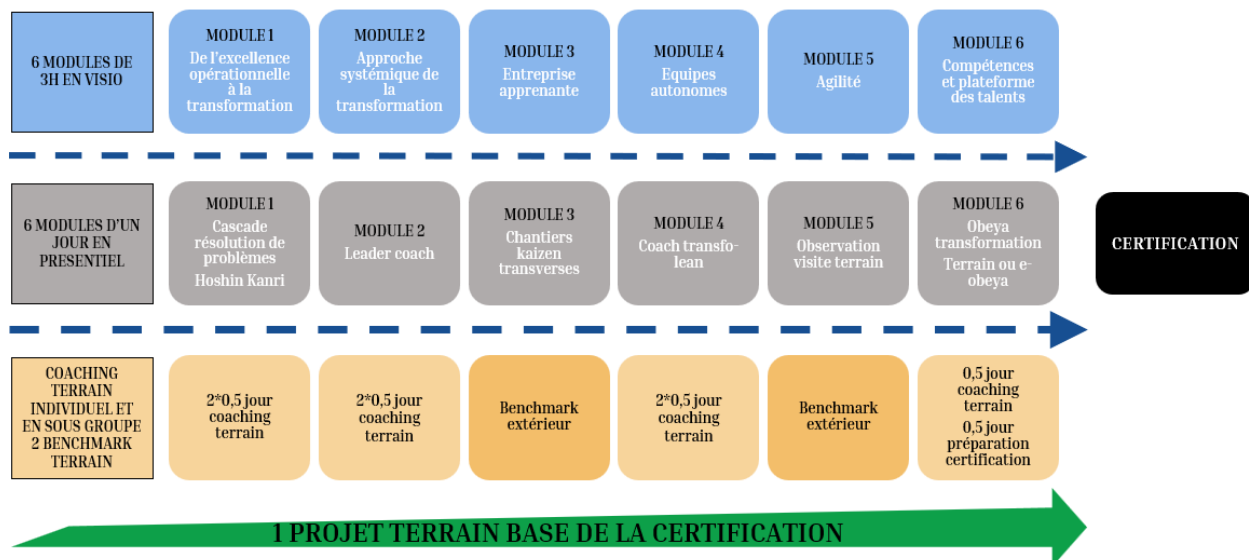 6 MODULES DE
3H EN VISIO
MODULE 1
De l'excellence
opérationnelle
à la
transformation
MODULE 2
Approche
systémique de
la
transformation
MODULE 3
Entreprise
apprenante
MODULE 4
Equipes
autonomes
MODULE 5
Agilité
MODULE 6
Compétences
et plateforme
des talents
6 MODULES D'UN
JOUR EN
PRESENTIEL
MODULE 1
Cascade
résolution de
problèmes
Hoshin Kanri
MODULE 2
Leader coach
MODULE 3
Chantiers
kaizen
transverses
MODULE 4
Coach transfo-
lean
MODULE 5
Observation
visite terrain
MODULE 6
Obeya
transformation
Terrain ou e-
obeya
CERTIFICATION
COACHING
TERRAIN
INDIVIDUEL ET
EN SOUS GROUPE
2 BENCHMARK
TERRAIN
2*0,5 jour
coaching
terrain
2*0,5 jour
coaching
terrain
Benchmark
extérieur
2*0,5 jour
coaching
terrain
Benchmark
extérieur
0,5 jour
coaching
terrain
0,5 jour
préparation
certification
1 PROJET TERRAIN BASE DE LA CERTIFICATION